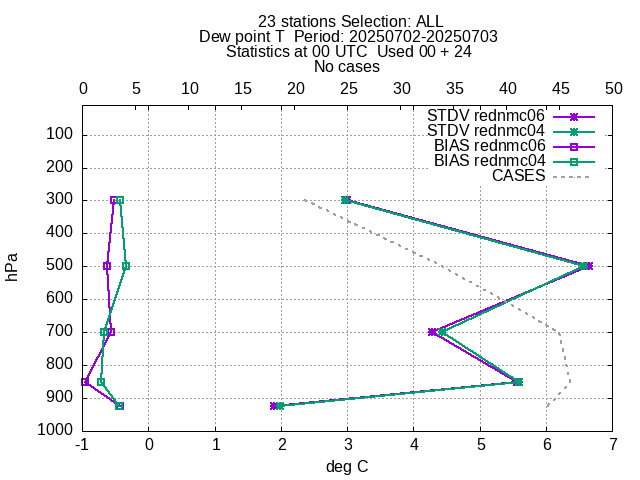 23 stations Selection: ALL
Dew point T  Period: 20250702-20250703
Statistics at 00 UTC  Used 00 + 24
No cases
0 5 10 15 20 25 30 35 40 45 50
STDV rednmc06
STDV rednmc04
BIAS rednmc06
BIAS rednmc04
CASES
100
200
300
400
500
600
700
800
900
1000
hPa
-1 0 1 2 3 4 5 6 7
deg C